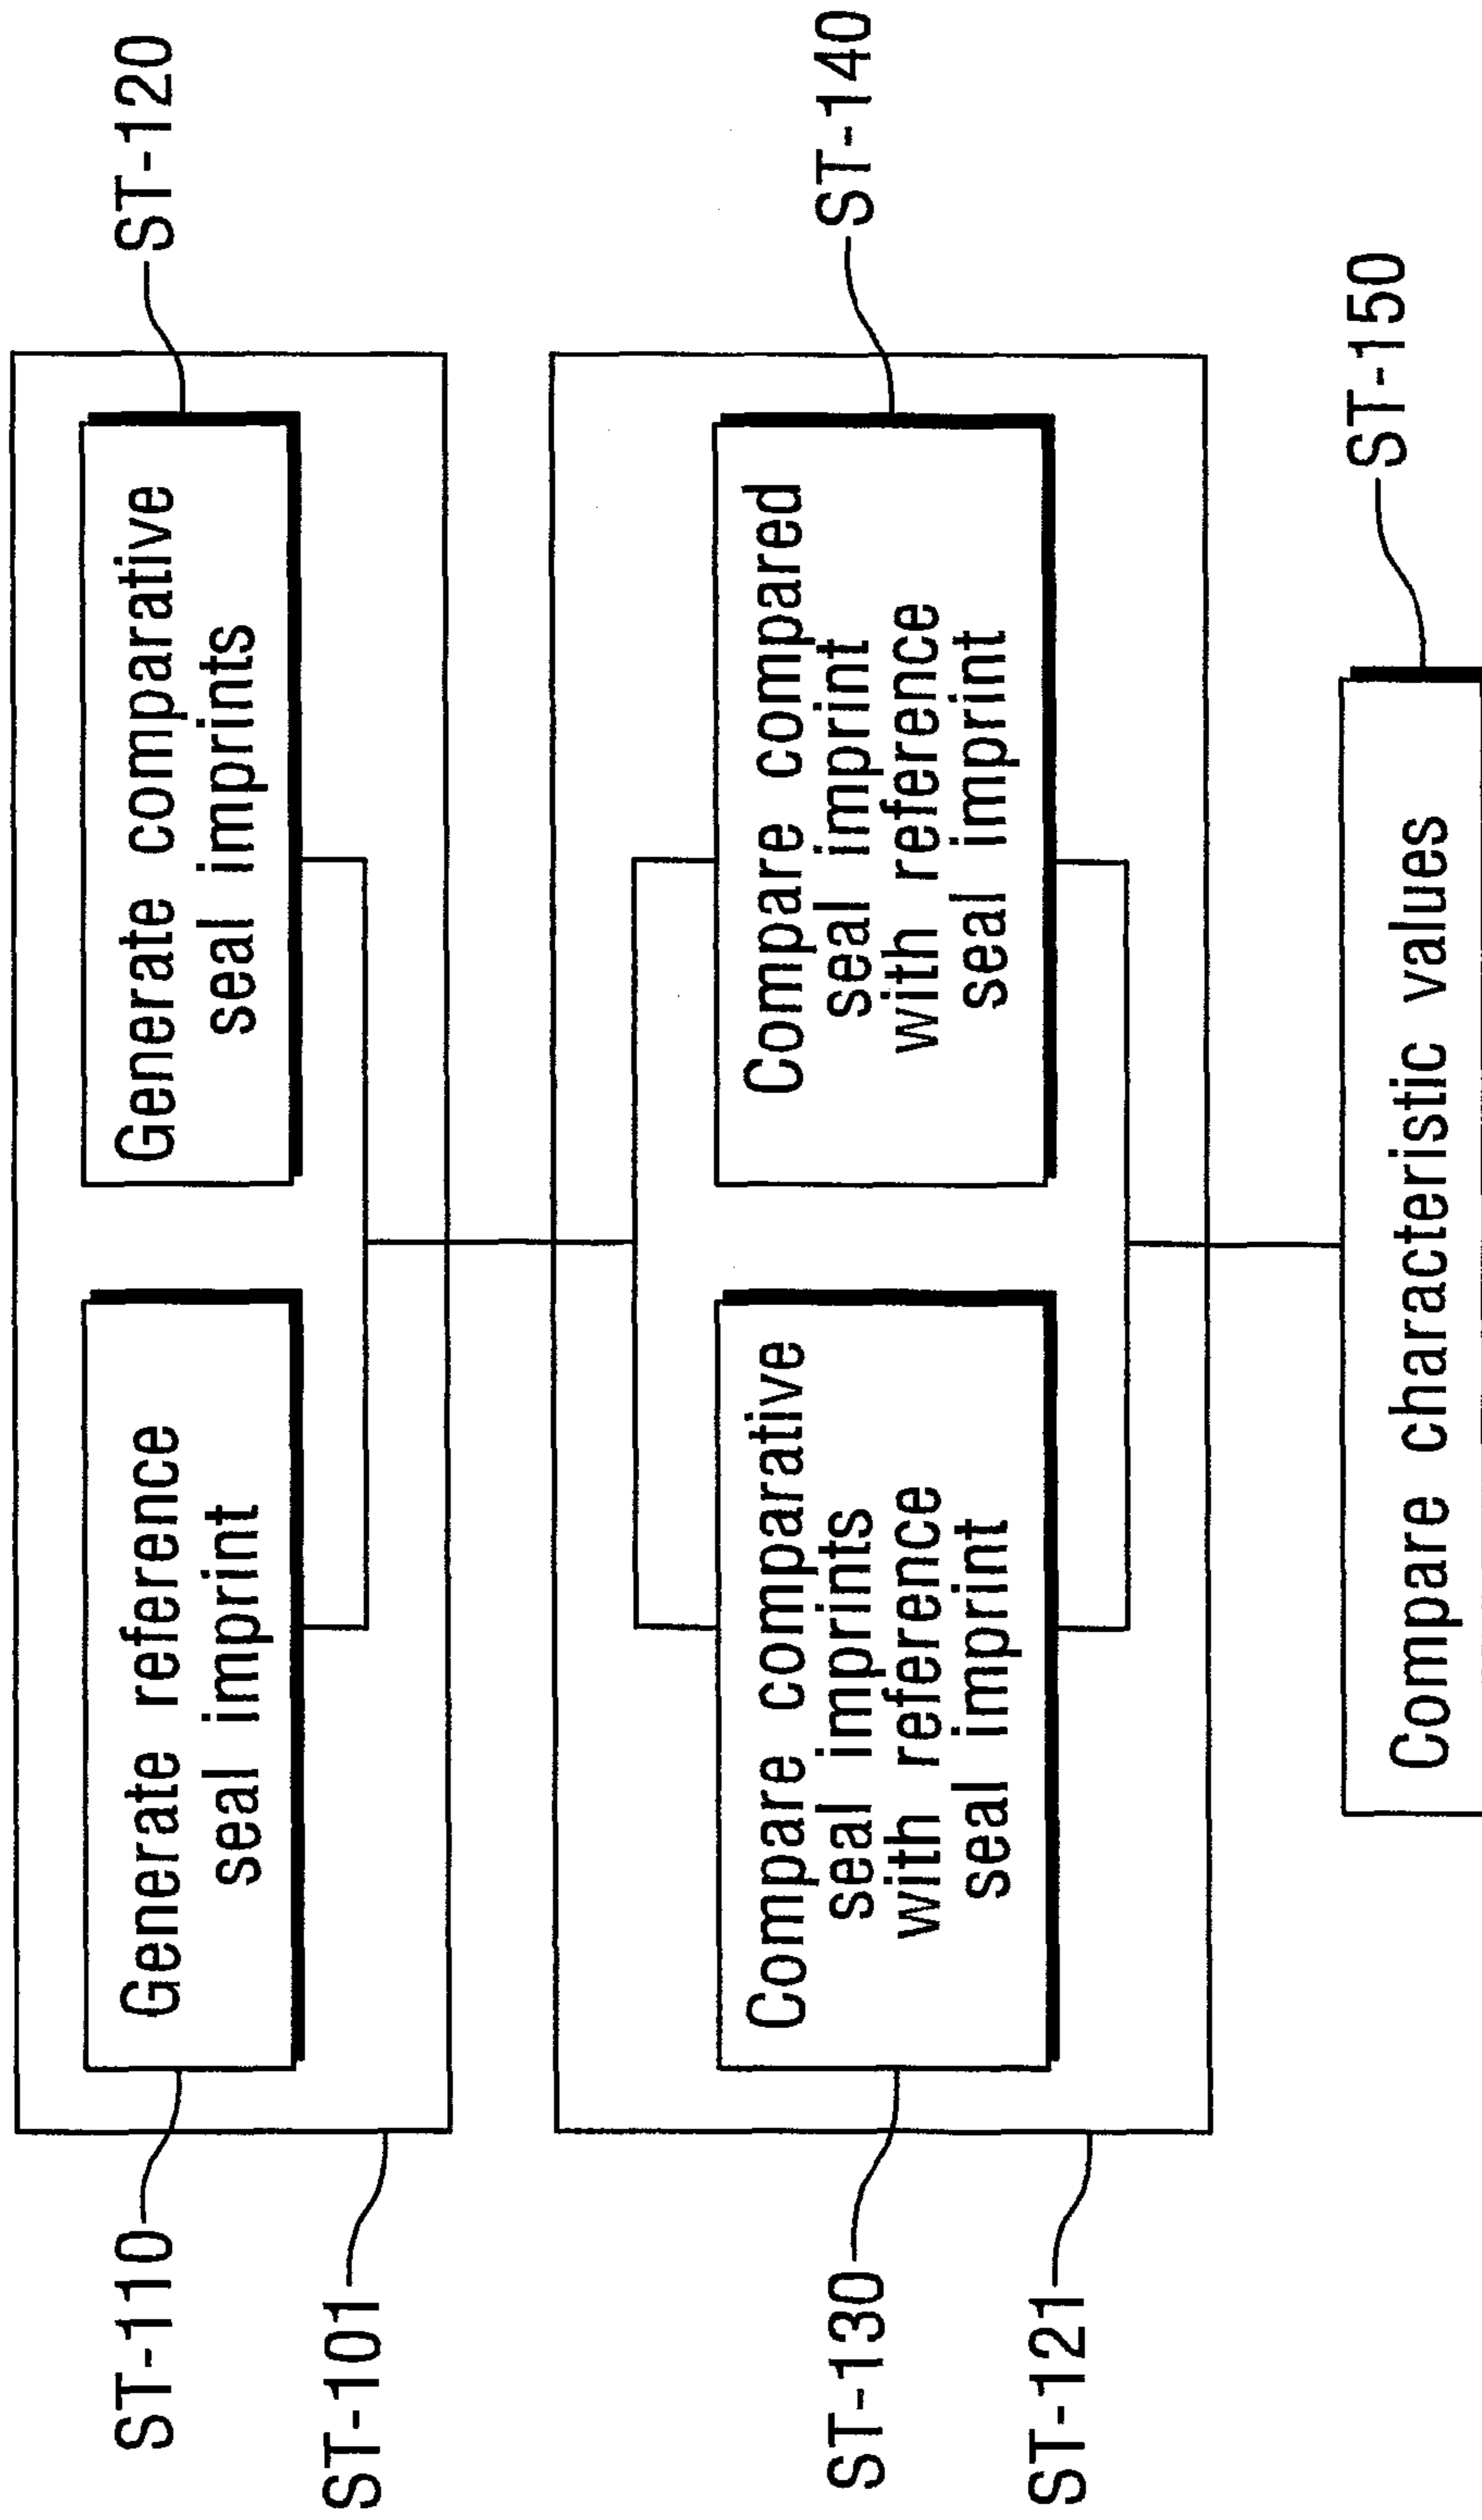 ST-110
Generate reference
seal imprint
Generate comparative
seal imprints
ST-120
ST-101
ST-130
Compare comparative
seal imprints
with reference
seal imprint
Compare compared
seal imprint
with reference
seal imprint
ST-140
ST-121
Compare characteristic values
ST-150